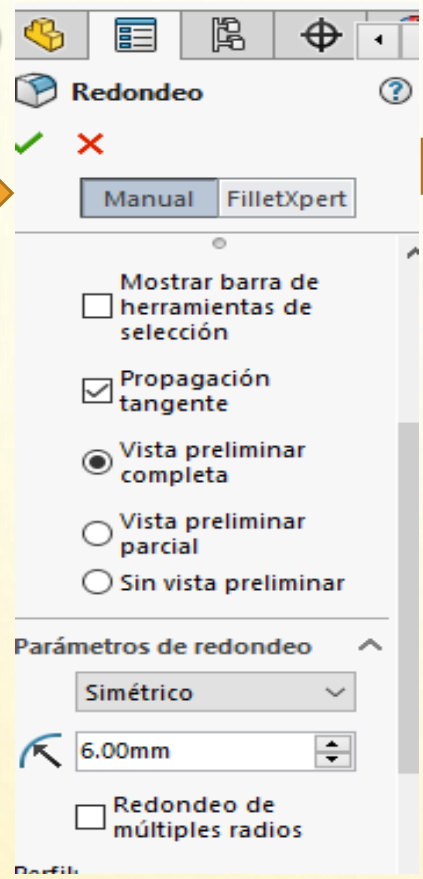 Redondeo
Manual FilletXpert
Mostrar barra de
herramientas de
selección
Propagación
tangente
Vista preliminar
completa
Vista preliminar
parcial
Sin vista preliminar
Parámetros de redondeo
Simétrico
6.00mm
Redondeo de
múltiples radios
Perfil: